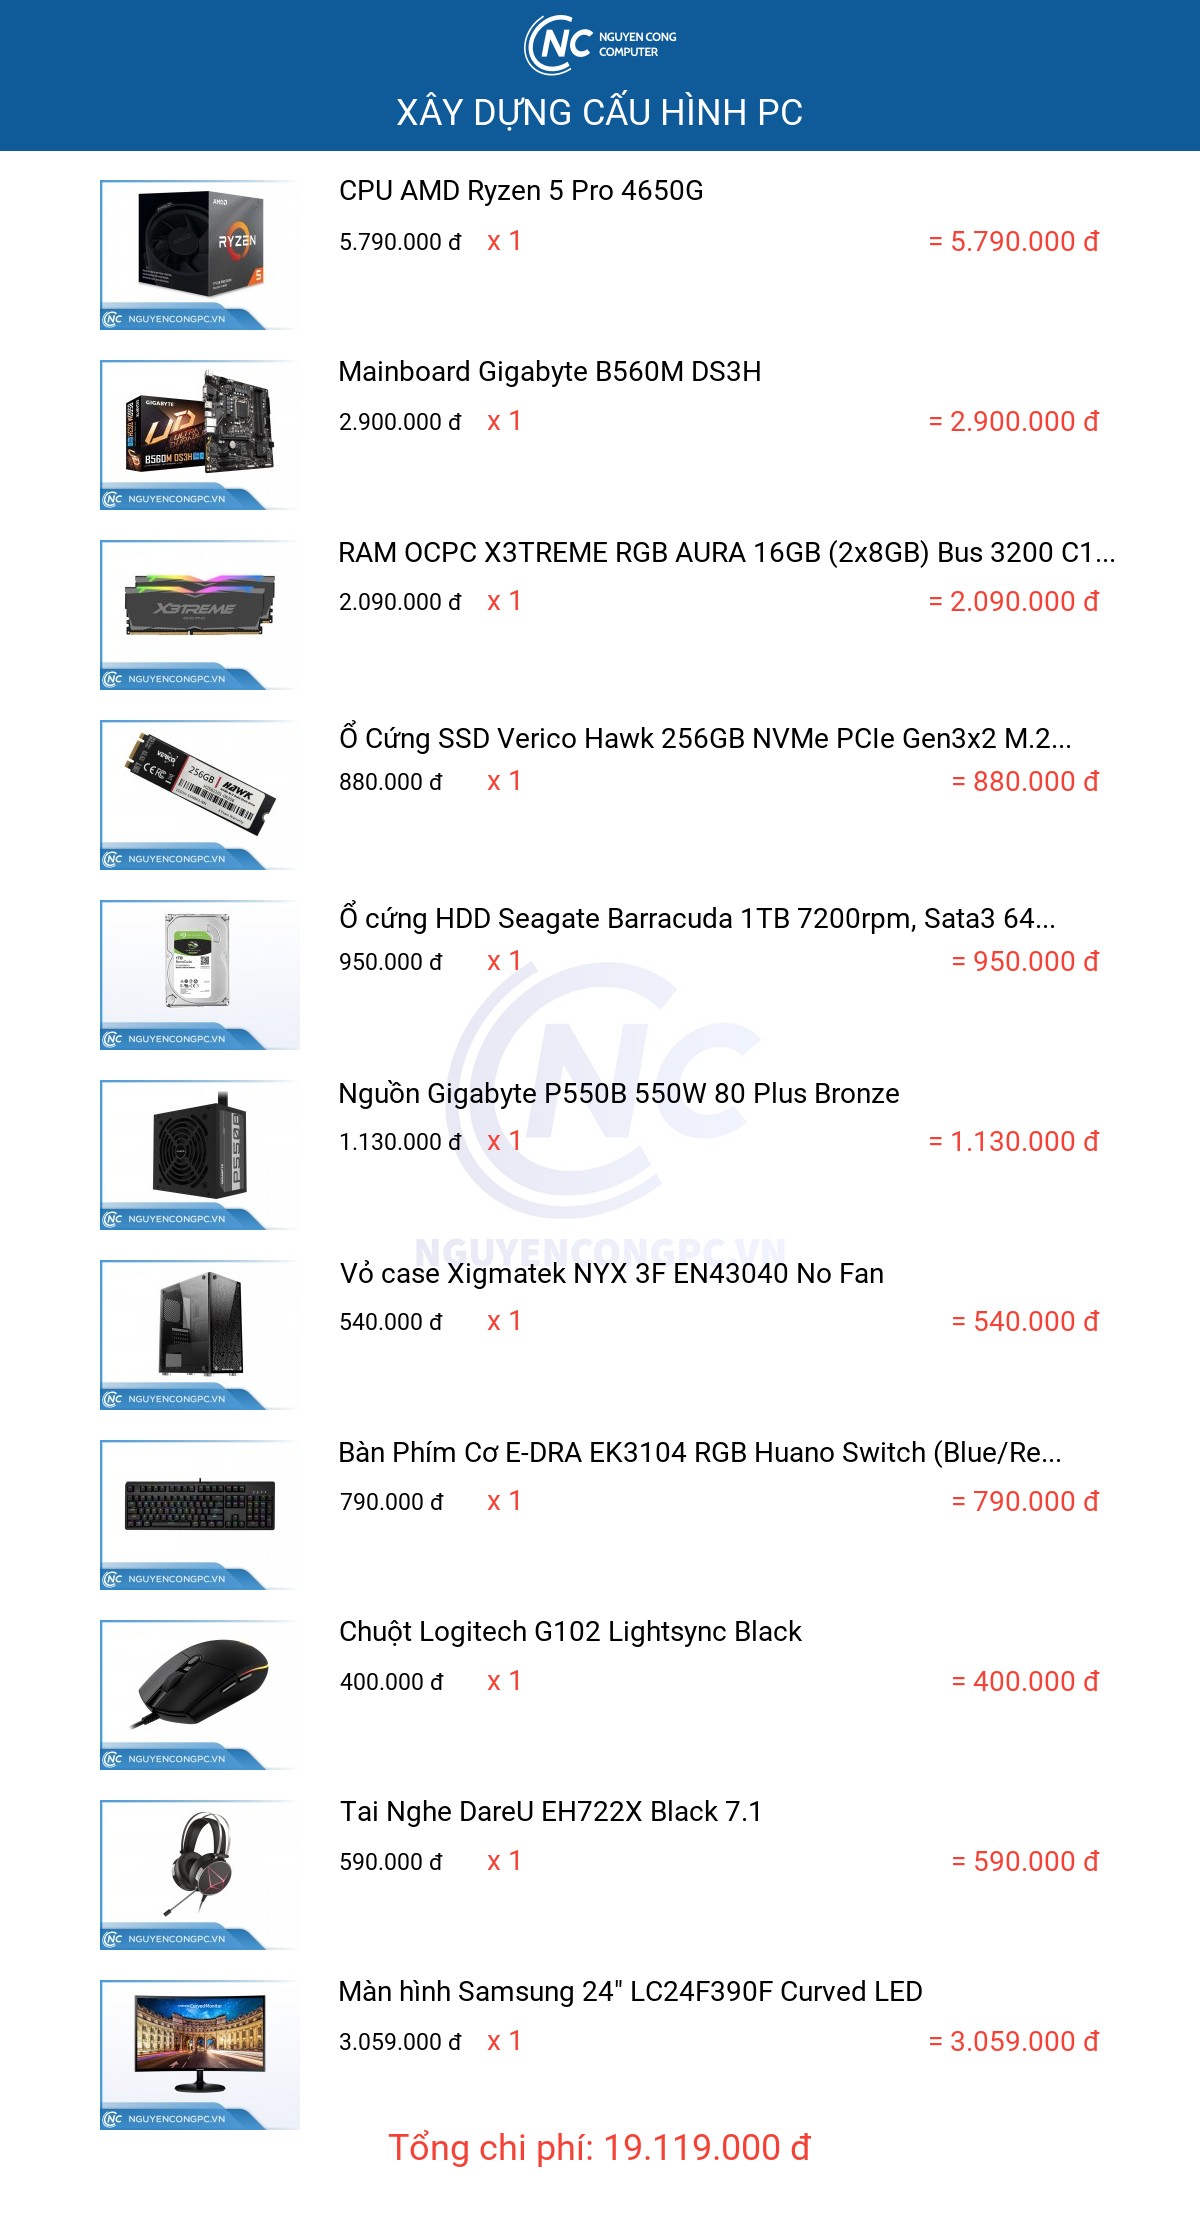 NC NGUYEN CONG
COMPUTER
XÂY DỰNG CẤU HÌNH PC
CPU AMD Ryzen 5 Pro 4650G
5.790.000 đ x 1 = 5.790.000 đ
AMD
RYZEN
5
NC NGUYENCONGPC.VN
Mainboard Gigabyte B560M DS3H
2.900.000 đ x 1 = 2.900.000 đ
GIGABYTE
UD
B560M DS3H
NC NGUYENCONGPC.VN
RAM OCPC X3TREME RGB AURA 16GB (2x8GB) Bus 3200 C1...
2.090.000 đ x 1 = 2.090.000 đ
X3TREME
NC NGUYENCONGPC.VN
Ổ Cứng SSD Verico Hawk 256GB NVMe PCIe Gen3x2 M.2...
880.000 đ x 1 = 880.000 đ
VERICO
256GB HAWK
NC NGUYENCONGPC.VN
Ổ cứng HDD Seagate Barracuda 1TB 7200rpm, Sata3 64...
950.000 đ x 1 = 950.000 đ
NC NGUYENCONGPC.VN
NC
NGUYENCONGPC.VN
Nguồn Gigabyte P550B 550W 80 Plus Bronze
1.130.000 đ x 1 = 1.130.000 đ
P550B
NC NGUYENCONGPC.VN
Vỏ case Xigmatek NYX 3F EN43040 No Fan
540.000 đ x 1 = 540.000 đ
NC NGUYENCONGPC.VN
Bàn Phím Cơ E-DRA EK3104 RGB Huano Switch (Blue/Re...
790.000 đ x 1 = 790.000 đ
NC NGUYENCONGPC.VN
Chuột Logitech G102 Lightsync Black
400.000 đ x 1 = 400.000 đ
NC NGUYENCONGPC.VN
Tai Nghe DareU EH722X Black 7.1
590.000 đ x 1 = 590.000 đ
NC NGUYENCONGPC.VN
Màn hình Samsung 24" LC24F390F Curved LED
3.059.000 đ x 1 = 3.059.000 đ
NC NGUYENCONGPC.VN
Tổng chi phí: 19.119.000 đ